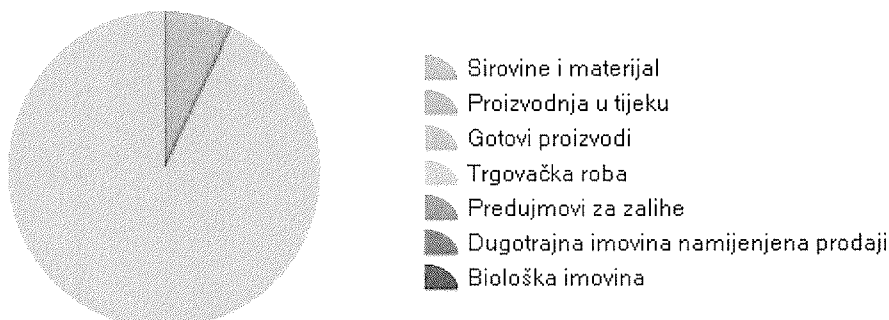 Sirovine i materijal
Proizvodnja u tijeku
Gotovi proizvodi
Trgovačka roba
Predujmovi za zalihe
Dugotrajna imovina namijenjena prodaji
Biološka imovina